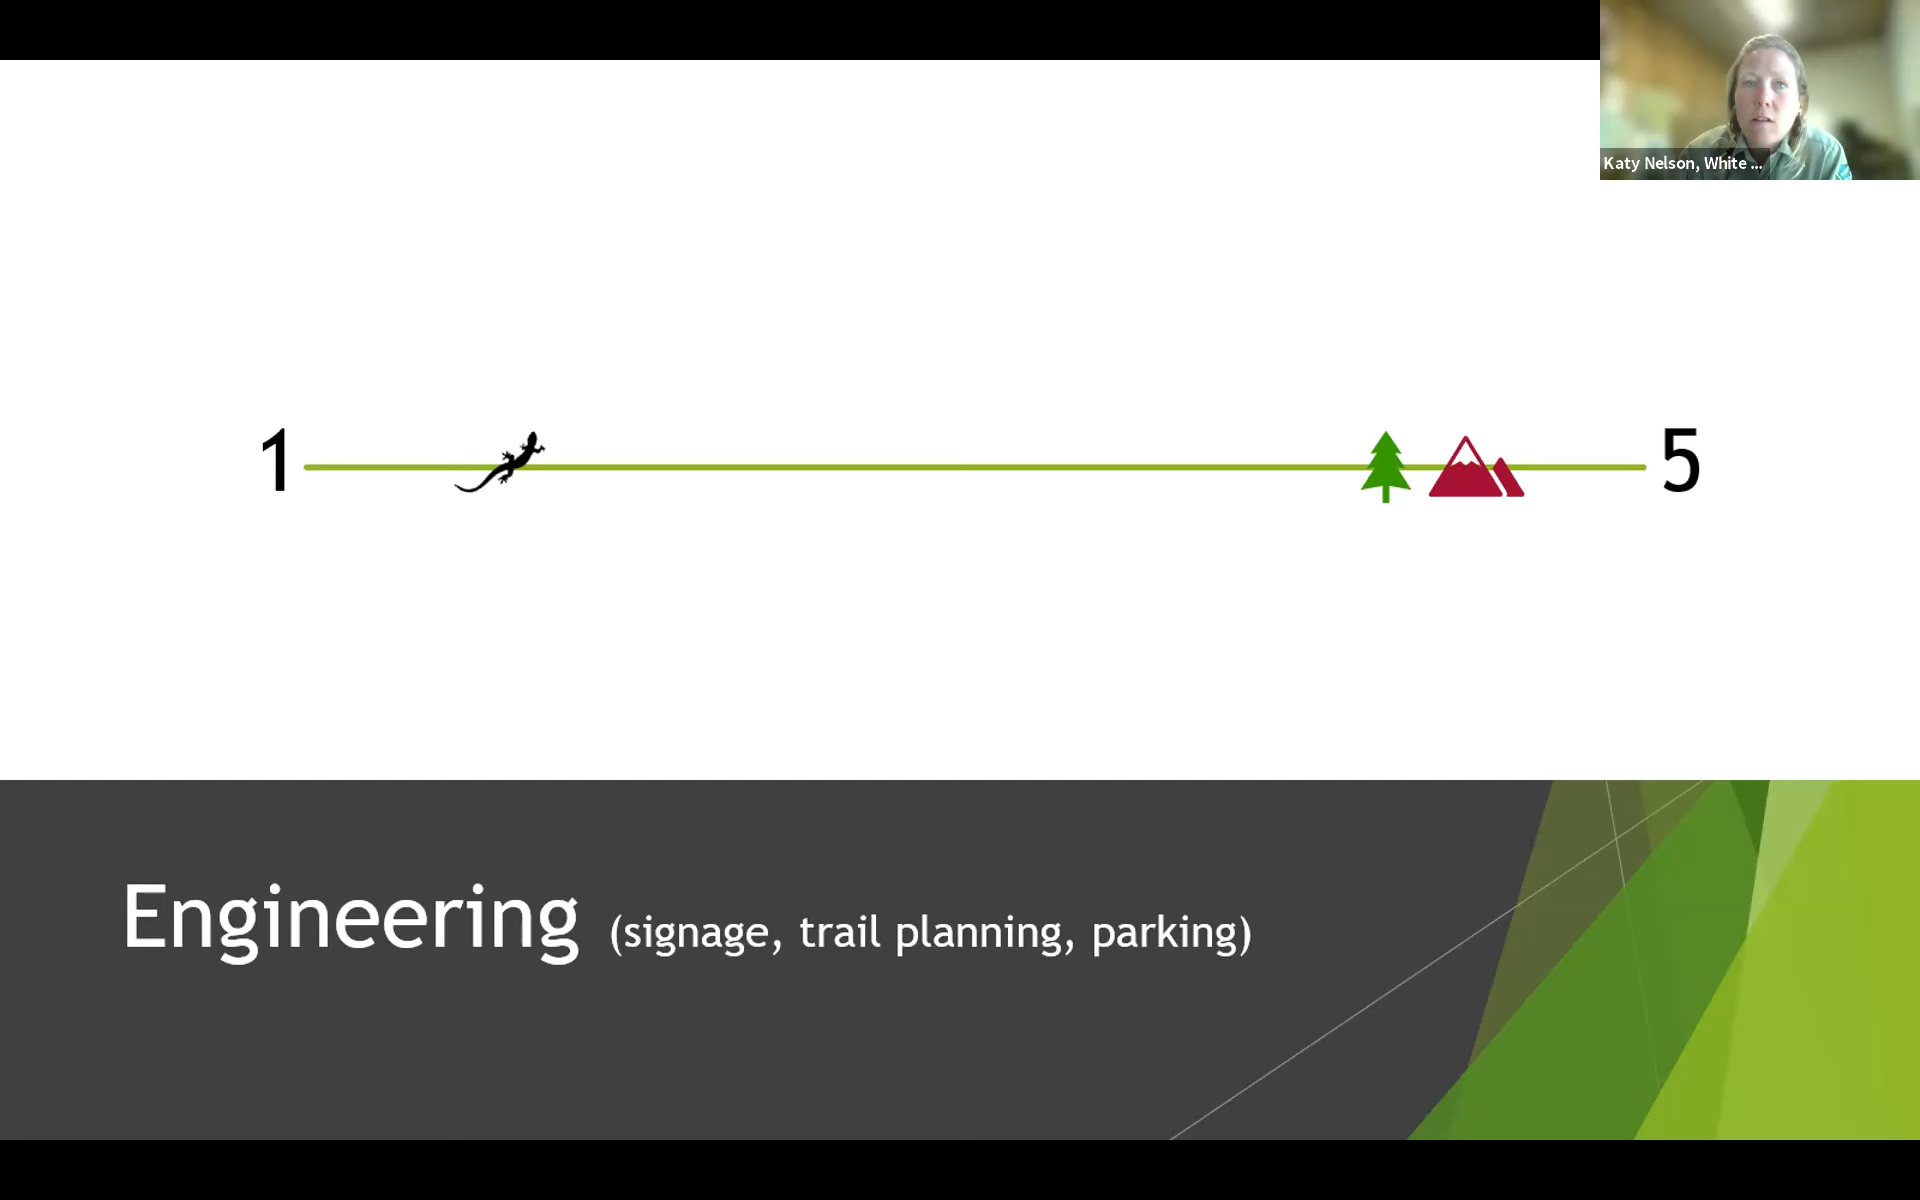 Katy Nelson, White ...
1
5
Engineering (signage, trail planning, parking)